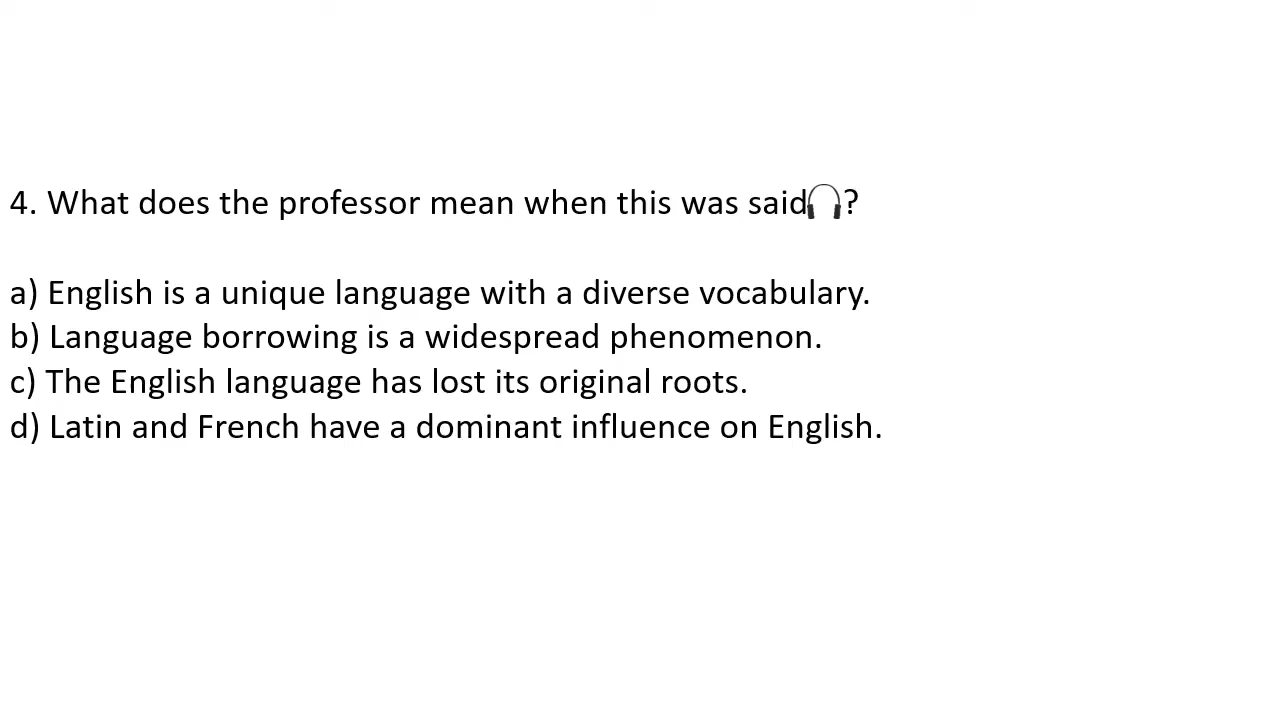 4. What does the professor mean when this was said🎧?
a) English is a unique language with a diverse vocabulary.
b) Language borrowing is a widespread phenomenon.
c) The English language has lost its original roots.
d) Latin and French have a dominant influence on English.